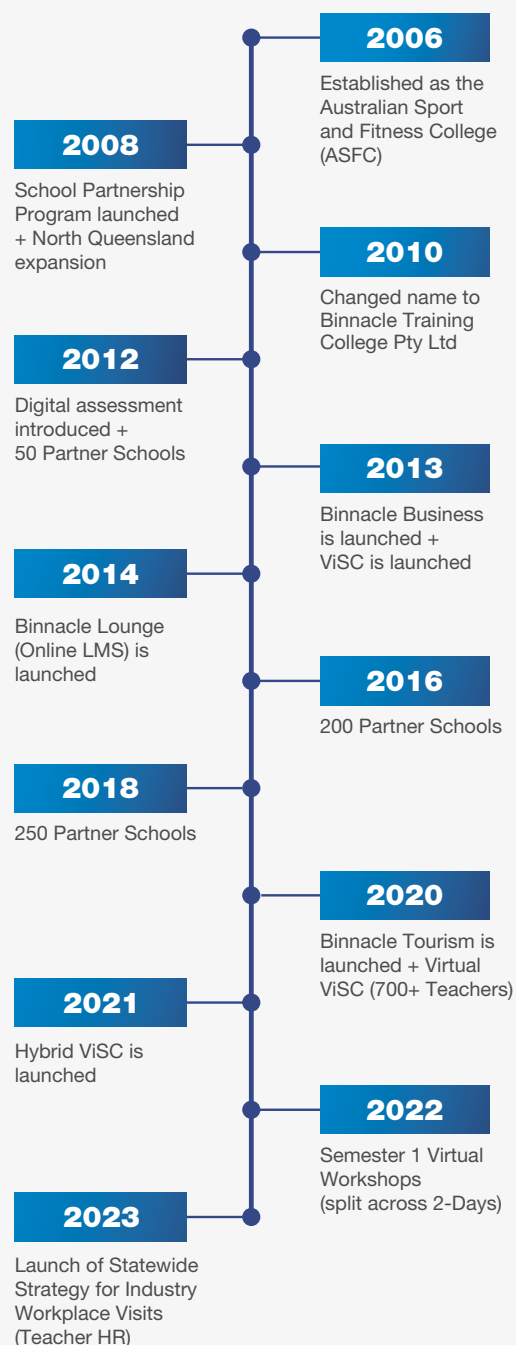 2006
Established as the
Australian Sport
and Fitness College
(ASFC)
2008
School Partnership
Program launched
+ North Queensland
expansion
2010
Changed name to
Binnacle Training
College Pty Ltd
2012
Digital assessment
introduced +
50 Partner Schools
2013
Binnacle Business
is launched +
ViSC is launched
2014
Binnacle Lounge
(Online LMS) is
launched
2016
200 Partner Schools
2018
250 Partner Schools
2020
Binnacle Tourism is
launched + Virtual
ViSC (700+ Teachers)
2021
Hybrid ViSC is
launched
2022
Semester 1 Virtual
Workshops
(split across 2-Days)
2023
Launch of Statewide
Strategy for Industry
Workplace Visits
(Teacher HR)